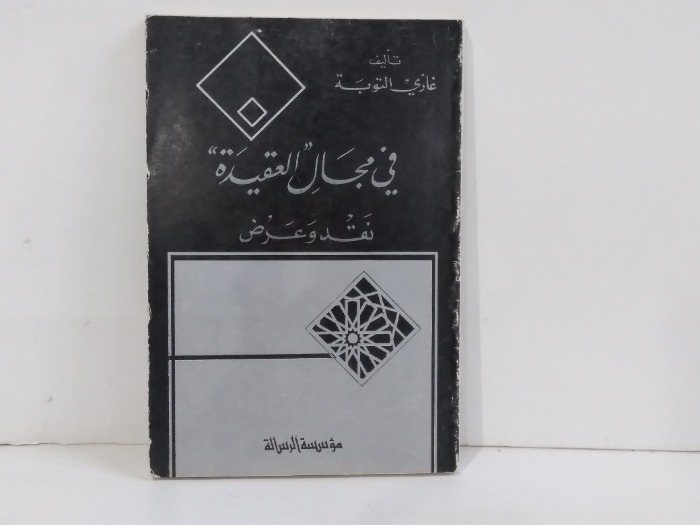 تأليف
غازي التوبة
في مجال "العقيدة"
نقد وعرض
مؤسسة الرسالة